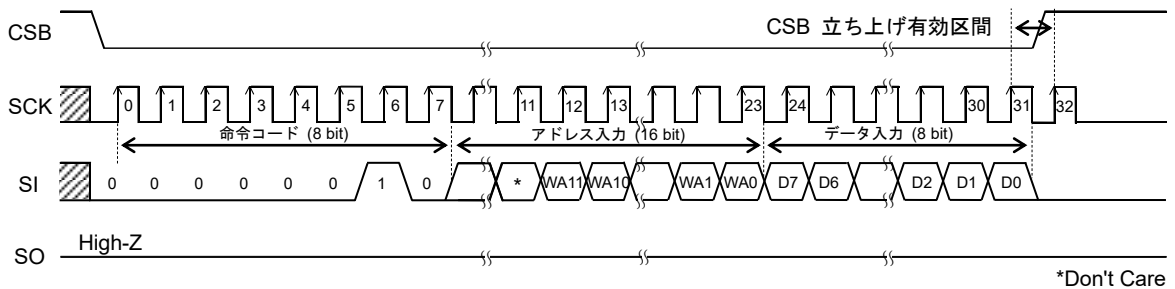 CSB
CSB 立ち上げ有効区間
SCK 0 1 2 3 4 5 6 7 11 12 13 23 24 30 31 32
命令コード (8 bit) アドレス入力 (16 bit) データ入力 (8 bit)
SI 0 0 0 0 0 0 1 0 * WA11 WA10 WA1 WA0 D7 D6 D2 D1 D0
High-Z
SO
*Don't Care